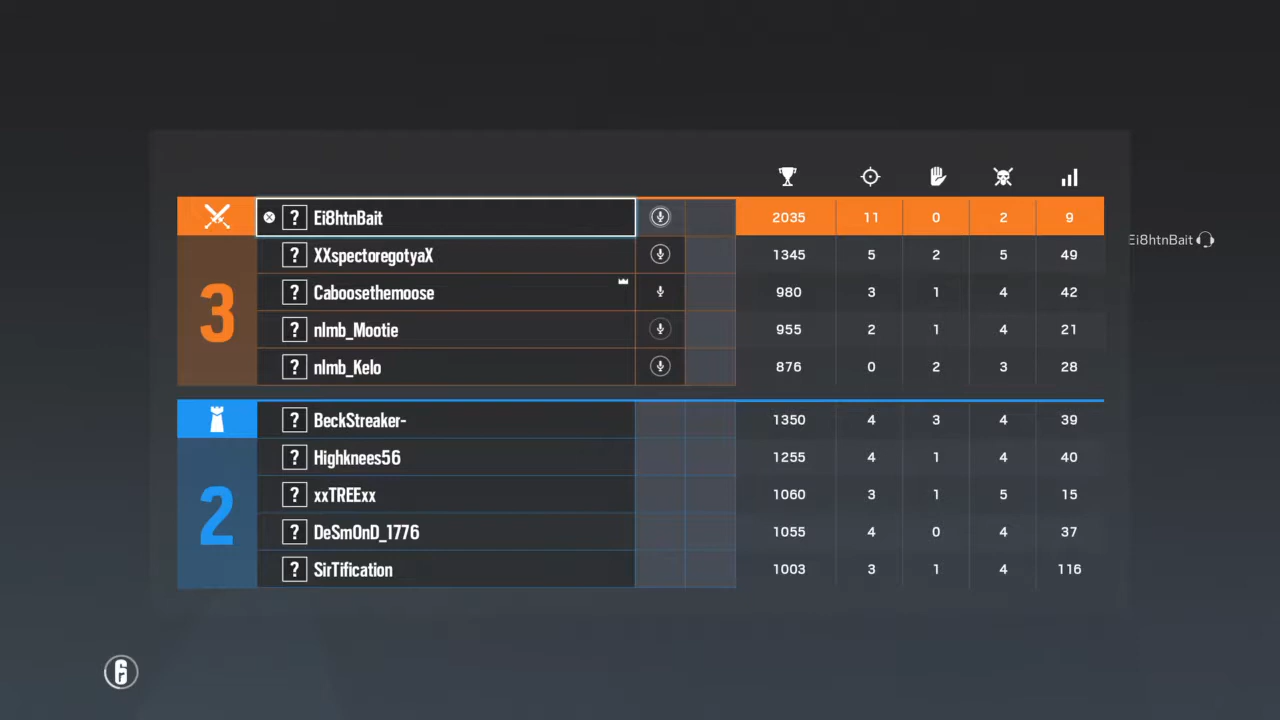 Ei8htnBait 2035 11 0 2 9
Ei8htnBait
3
XXspectoregotyaX 1345 5 2 5 49
Caboosethemoose 980 3 1 4 42
nlmb_Mootie 955 2 1 4 21
nlmb_Kelo 876 0 2 3 28
2
BeckStreaker- 1350 4 3 4 39
Highknees56 1255 4 1 4 40
xxTREExx 1060 3 1 5 15
DeSmOnD_1776 1055 4 0 4 37
SirTification 1003 3 1 4 116
6